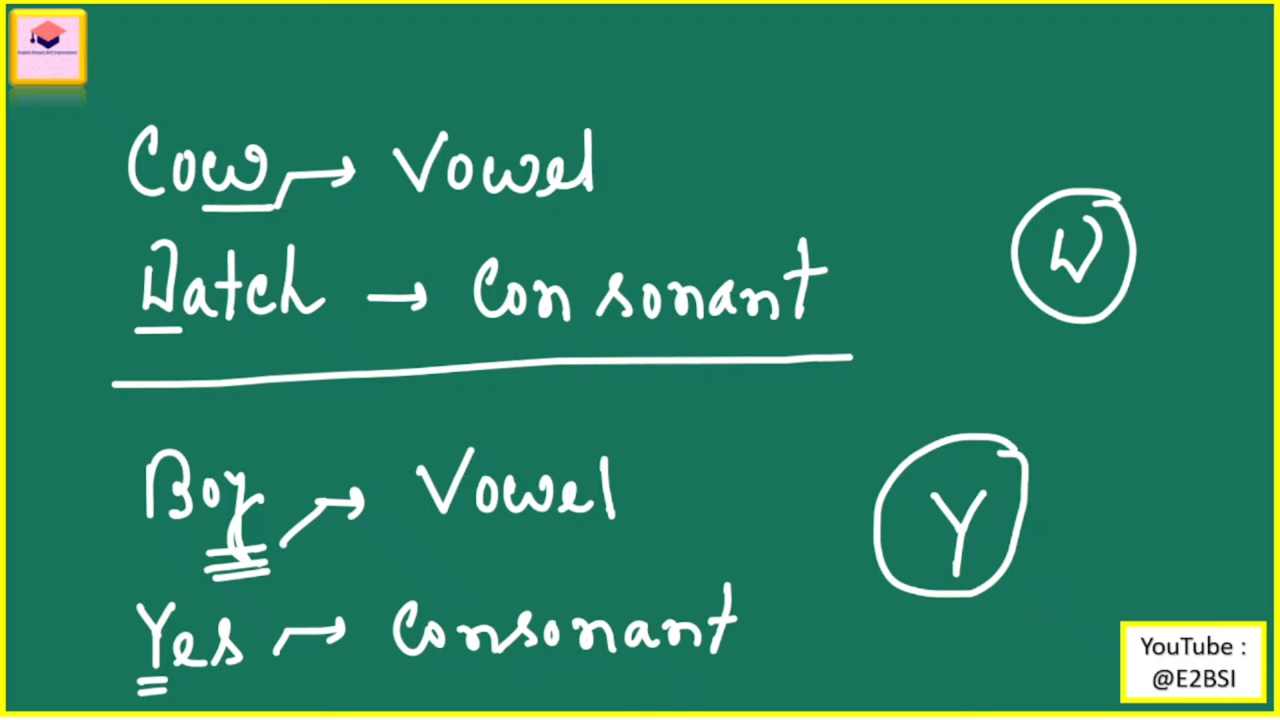 Cow → Vowel
Watch → Consonant
W
Boy → Vowel
Y
Yes → Consonant
YouTube :
@E2BSI